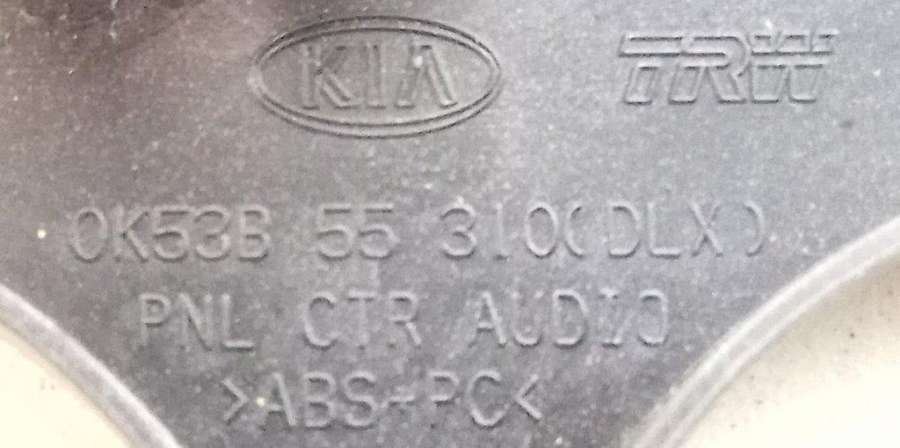 KIA TRW
0K53B 55 310(DLX)
PNL CTR AUDIO
>ABS+PC<